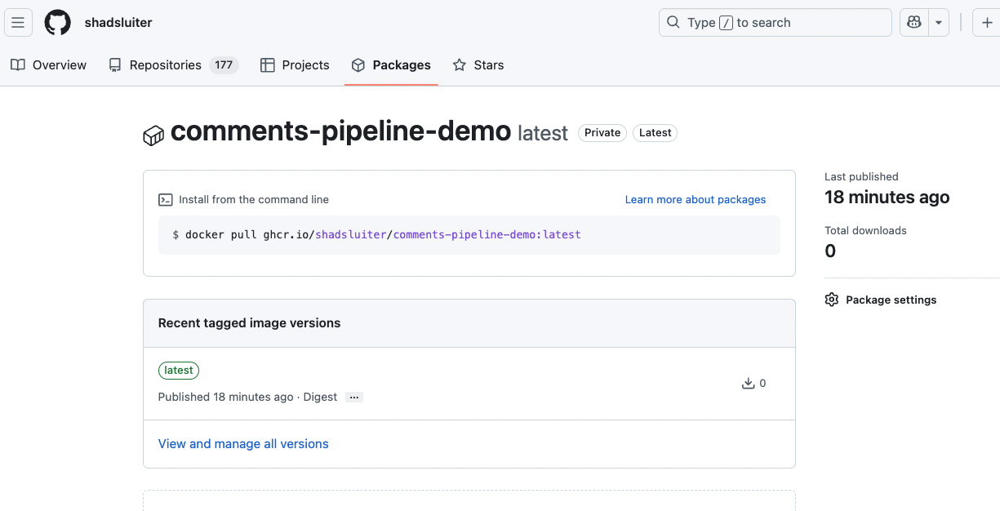 shadsluiter
Type / to search
Overview
Repositories 177
Projects
Packages
Stars
comments-pipeline-demo latest Private Latest
Install from the command line
Learn more about packages
$ docker pull ghcr.io/shadsluiter/comments-pipeline-demo:latest
Recent tagged image versions
latest
Published 18 minutes ago · Digest ...
0
View and manage all versions
Last published
18 minutes ago
Total downloads
0
Package settings